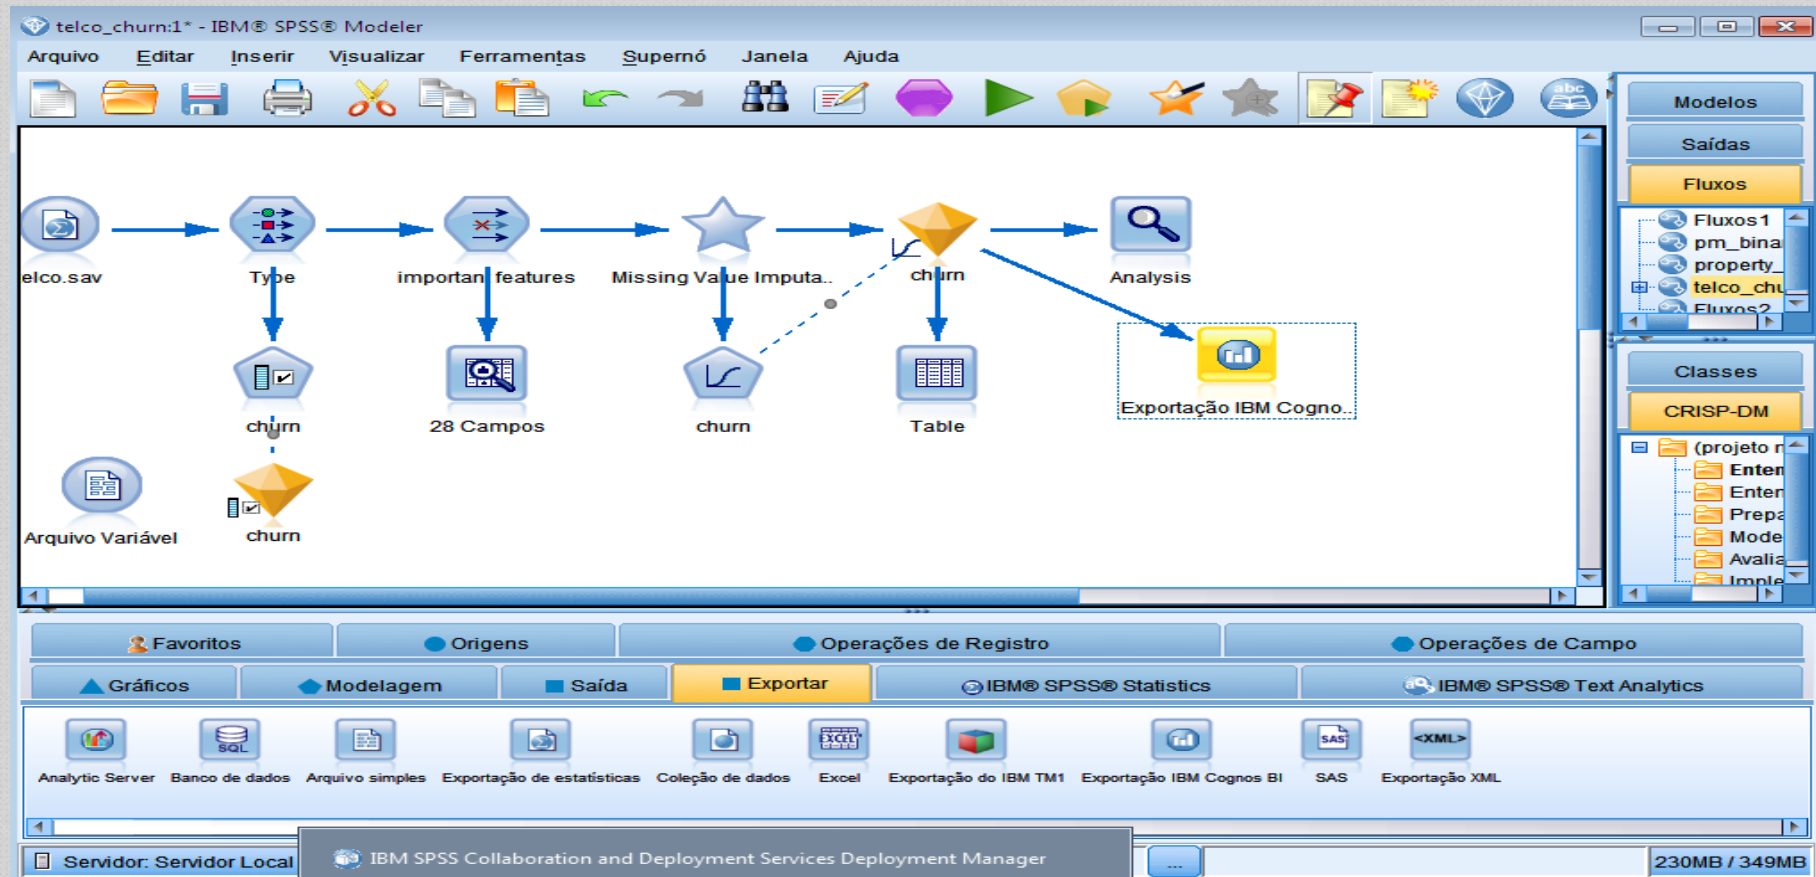 telco_churn:1* - IBM® SPSS® Modeler
Arquivo Editar Inserir Visualizar Ferramentas Supernó Janela Ajuda
abc
Modelos
Saídas
Fluxos
Fluxos1
pm_bina
property_
telco_chu
Fluxos2
elco.sav
Type
important features
Missing Value Imputa..
churn
Analysis
churn
28 Campos
churn
Table
Exportação IBM Cogno..
Arquivo Variável
churn
Classes
CRISP-DM
(projeto n
Enten
Enten
Prepa
Mode
Avalia
Imple
Favoritos Origens Operações de Registro Operações de Campo
Gráficos Modelagem Saída Exportar IBM® SPSS® Statistics IBM® SPSS® Text Analytics
SQL EXCEL SAS <XML>
Analytic Server Banco de dados Arquivo simples Exportação de estatísticas Coleção de dados Excel Exportação do IBM TM1 Exportação IBM Cognos BI SAS Exportação XML
Servidor: Servidor Local IBM SPSS Collaboration and Deployment Services Deployment Manager ... 230MB / 349MB